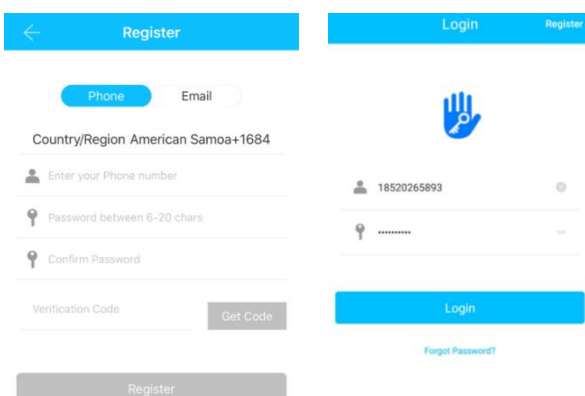 Register
Phone Email
Country/Region American Samoa+1684
Enter your Phone number
Password between 6-20 chars
Confirm Password
Verification Code Get Code
Register
Login Register
18520265893
••••••••••
Login
Forgot Password?